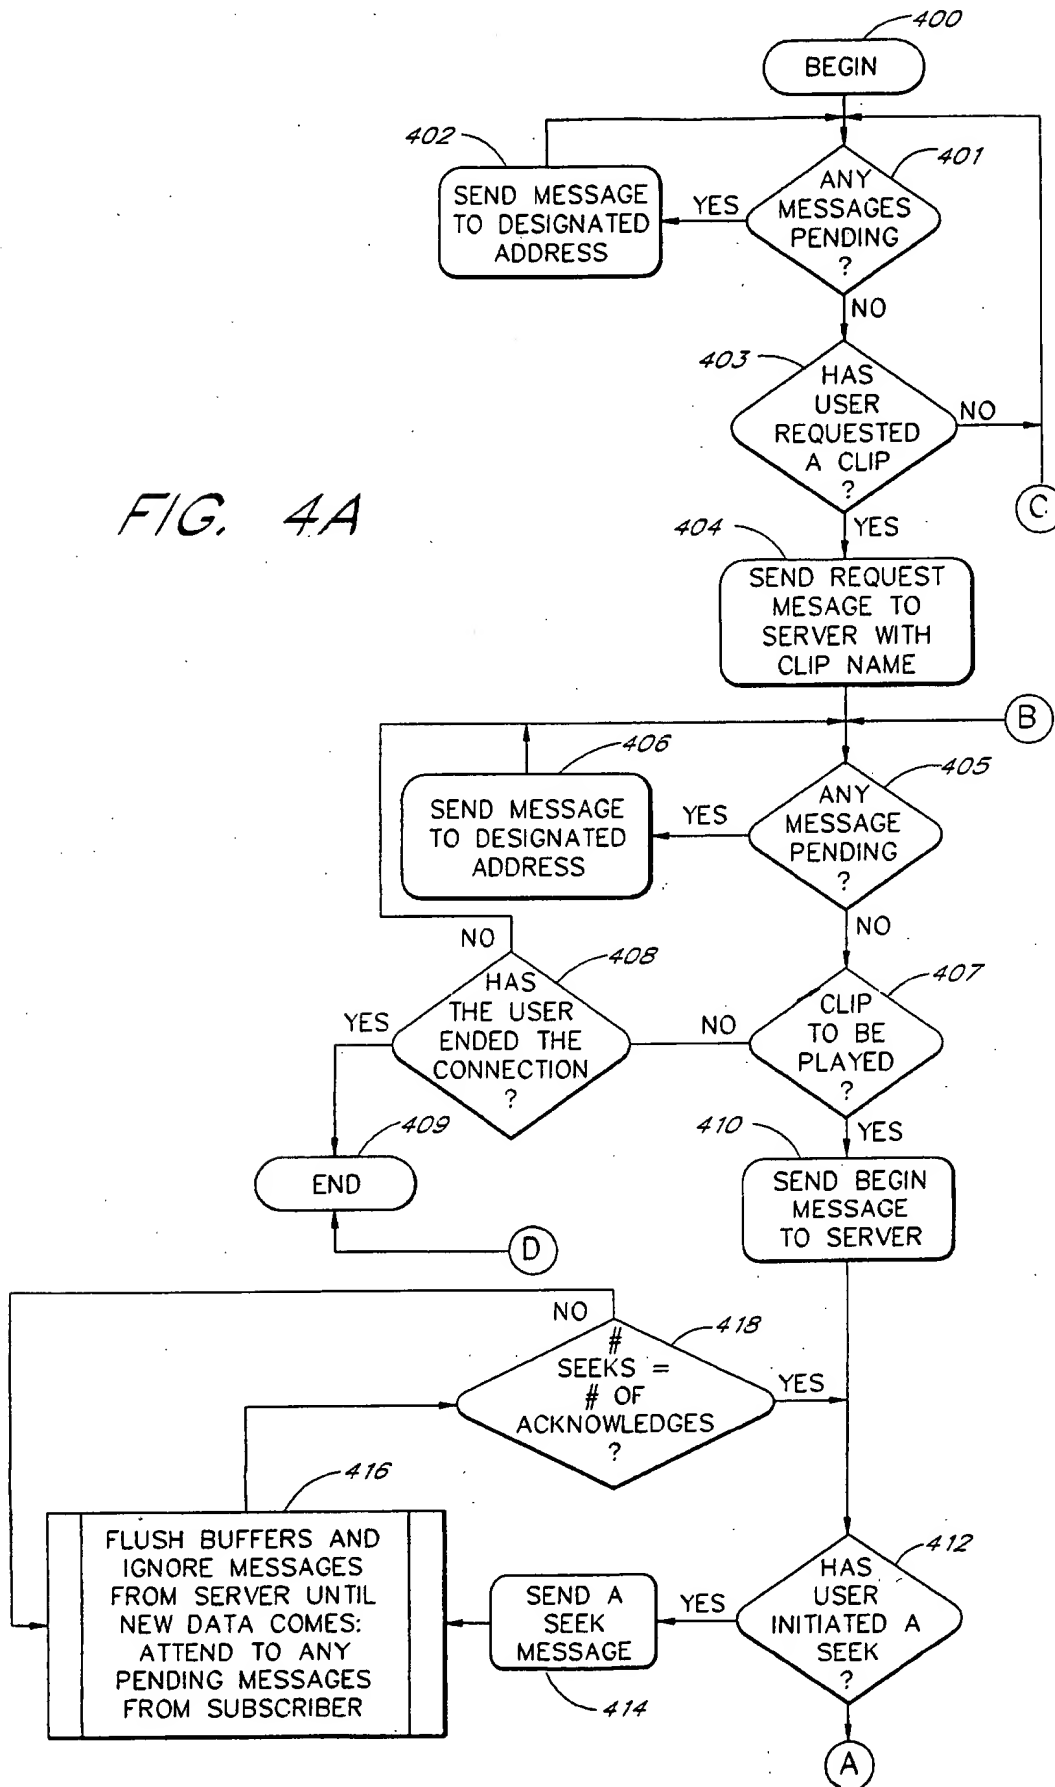 400
BEGIN
402
401
SEND MESSAGE
TO DESIGNATED
ADDRESS
YES
ANY
MESSAGES
PENDING
?
NO
403
HAS
USER
REQUESTED
A CLIP
?
NO
C
FIG. 4A
YES
404
SEND REQUEST
MESAGE TO
SERVER WITH
CLIP NAME
B
406
405
SEND MESSAGE
TO DESIGNATED
ADDRESS
YES
ANY
MESSAGE
PENDING
?
NO
NO
408
407
HAS
THE USER
ENDED THE
CONNECTION
?
YES
NO
CLIP
TO BE
PLAYED
?
409
410
YES
END
SEND BEGIN
MESSAGE
TO SERVER
D
NO
418
#
SEEKS =
# OF
ACKNOWLEDGES
?
YES
416
412
FLUSH BUFFERS AND
IGNORE MESSAGES
FROM SERVER UNTIL
NEW DATA COMES:
ATTEND TO ANY
PENDING MESSAGES
FROM SUBSCRIBER
SEND A
SEEK
MESSAGE
YES
HAS
USER
INITIATED A
SEEK
?
414
A